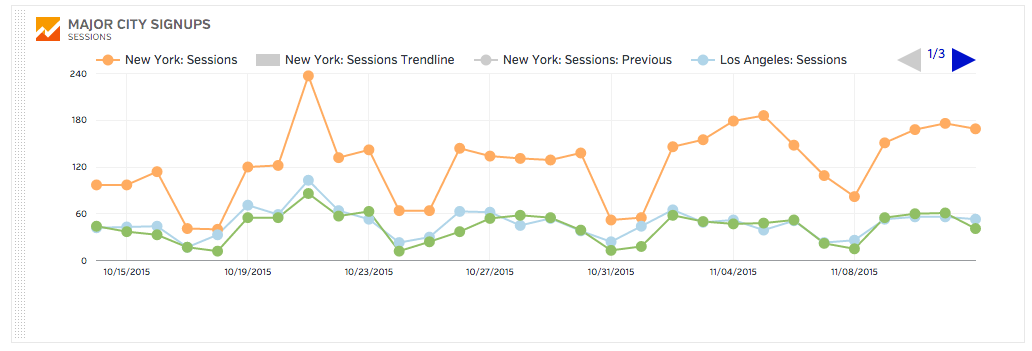 MAJOR CITY SIGNUPS
SESSIONS
New York: Sessions New York: Sessions Trendline New York: Sessions: Previous Los Angeles: Sessions 1/3
240
180
120
60
0
10/15/2015 10/19/2015 10/23/2015 10/27/2015 10/31/2015 11/04/2015 11/08/2015